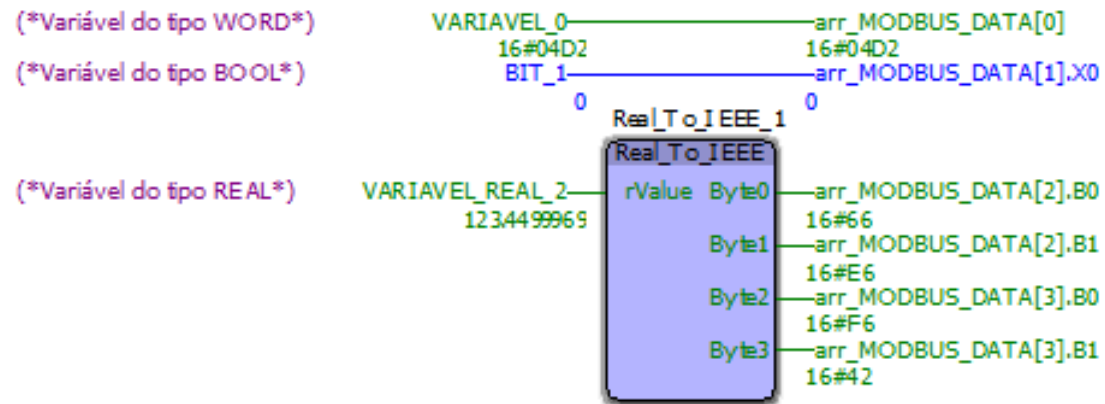 (*Variável do tipo WORD*) VARIAVEL_0 arr_MODBUS_DATA[0]
16#04D2 16#04D2
(*Variável do tipo BOOL*) BIT_1 arr_MODBUS_DATA[1].X0
0 0
Real_To_IEEE_1
Real_To_IEEE
(*Variável do tipo REAL*) VARIAVEL_REAL_2 rValue Byte0 arr_MODBUS_DATA[2].B0
123.4499969 16#66
Byte1 arr_MODBUS_DATA[2].B1
16#E6
Byte2 arr_MODBUS_DATA[3].B0
16#F6
Byte3 arr_MODBUS_DATA[3].B1
16#42